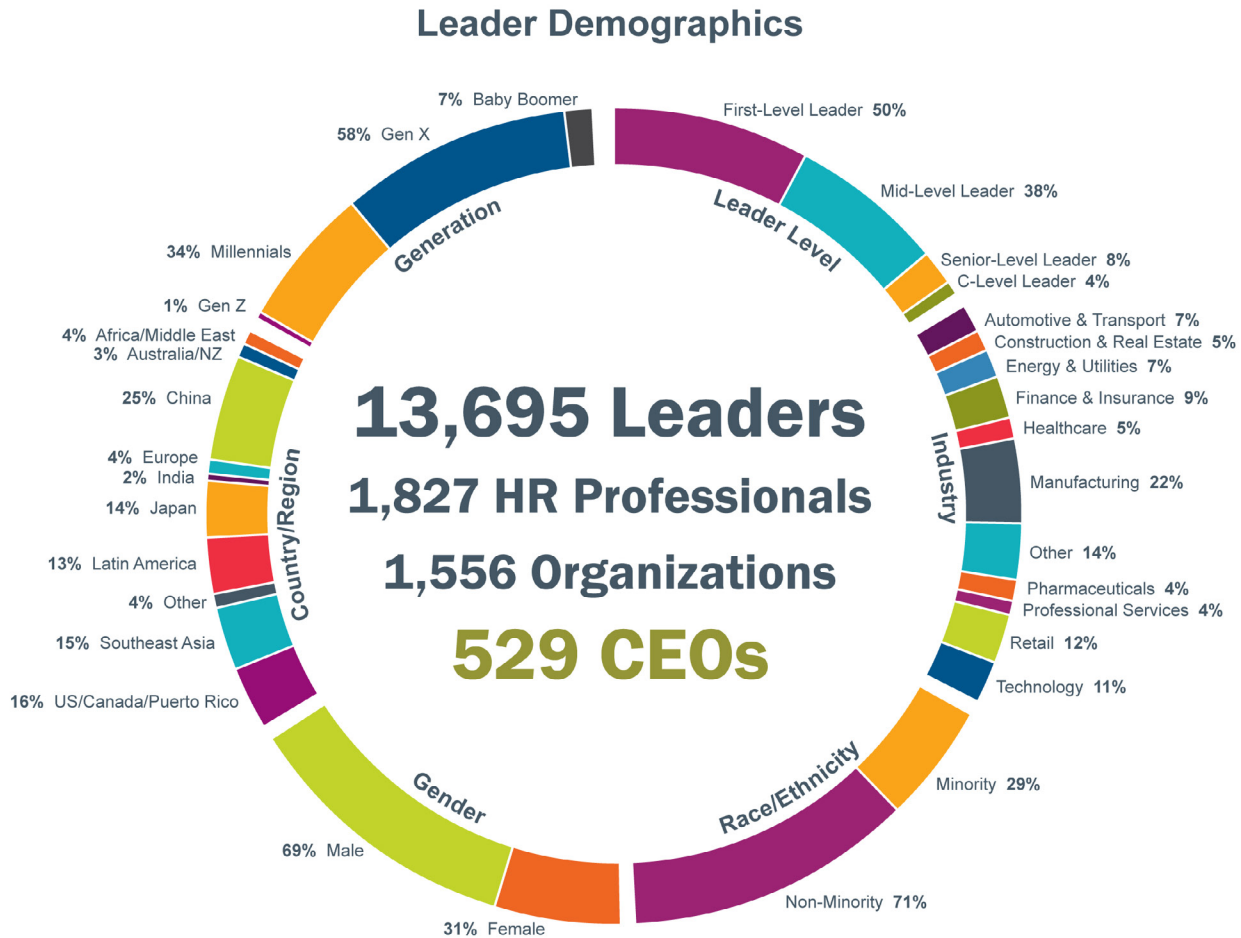 Leader Demographics
7% Baby Boomer
58% Gen X
34% Millennials
1% Gen Z
Generation
First-Level Leader 50%
Mid-Level Leader 38%
Senior-Level Leader 8%
C-Level Leader 4%
Leader Level
4% Africa/Middle East
3% Australia/NZ
25% China
4% Europe
2% India
14% Japan
13% Latin America
4% Other
15% Southeast Asia
16% US/Canada/Puerto Rico
Country/Region
13,695 Leaders
1,827 HR Professionals
1,556 Organizations
529 CEOs
Automotive & Transport 7%
Construction & Real Estate 5%
Energy & Utilities 7%
Finance & Insurance 9%
Healthcare 5%
Manufacturing 22%
Other 14%
Pharmaceuticals 4%
Professional Services 4%
Retail 12%
Technology 11%
Industry
Gender
69% Male
31% Female
Race/Ethnicity
Minority 29%
Non-Minority 71%